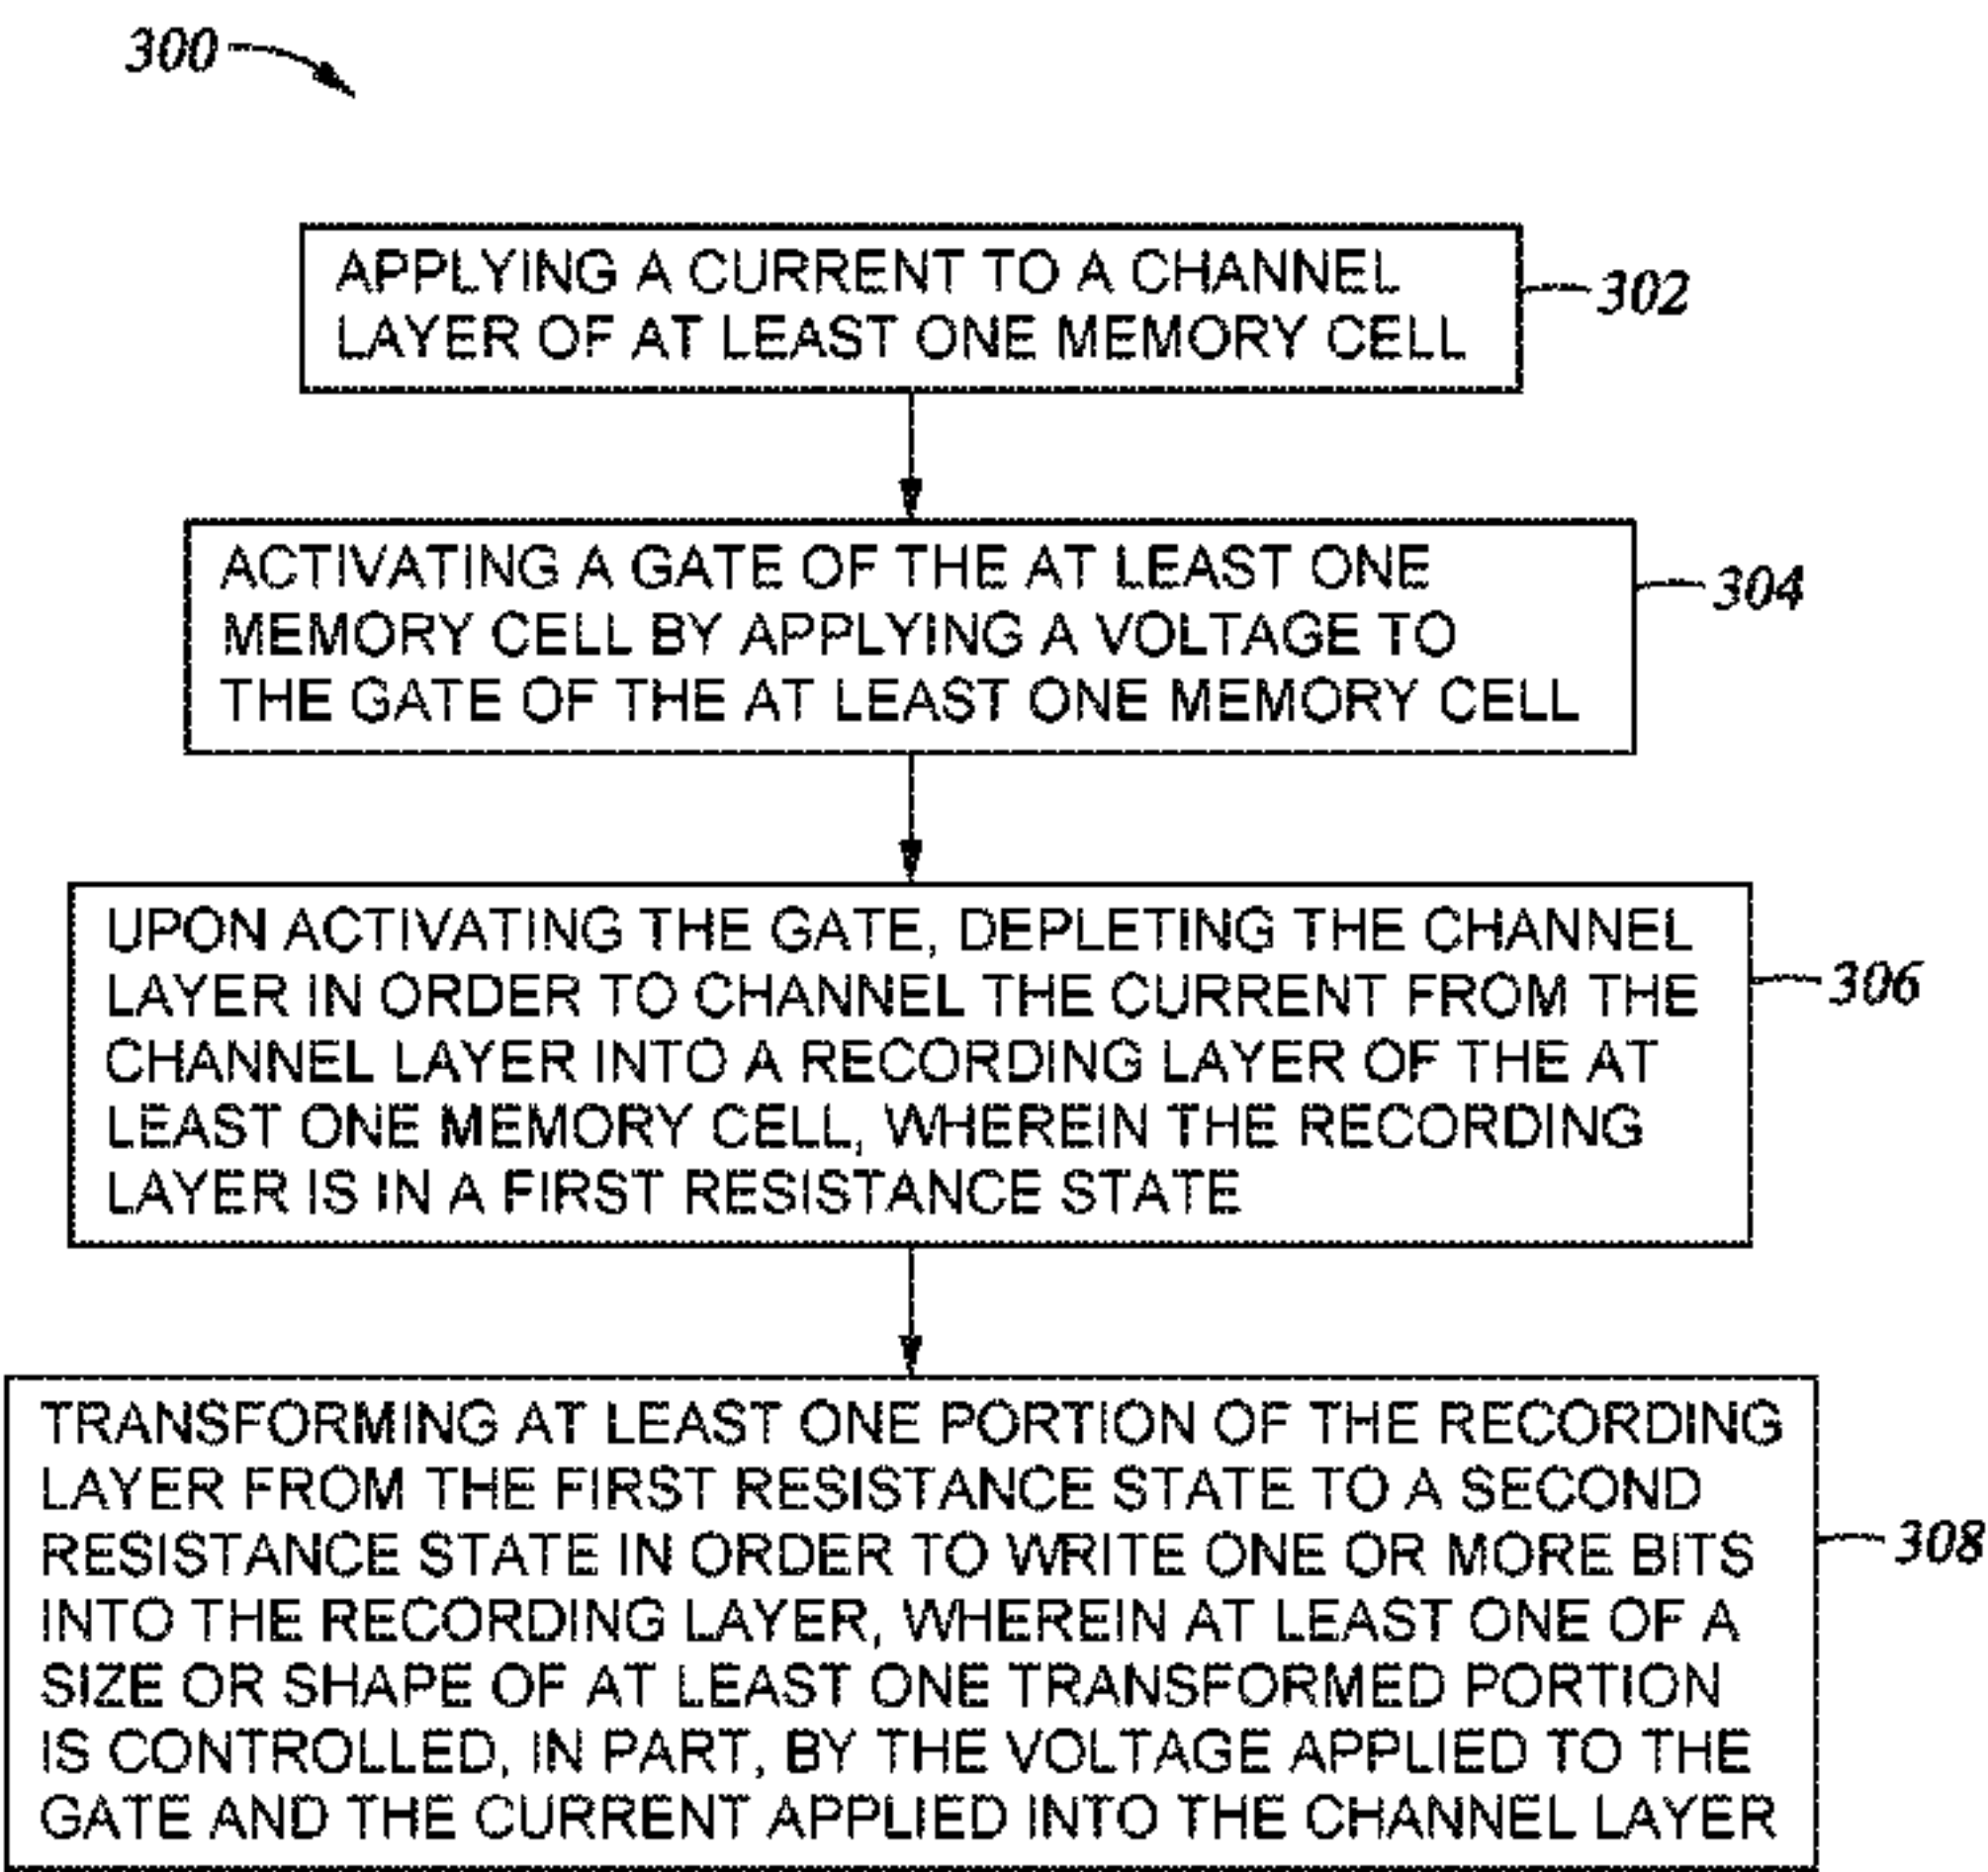 300
APPLYING A CURRENT TO A CHANNEL
LAYER OF AT LEAST ONE MEMORY CELL
302
ACTIVATING A GATE OF THE AT LEAST ONE
MEMORY CELL BY APPLYING A VOLTAGE TO
THE GATE OF THE AT LEAST ONE MEMORY CELL
304
UPON ACTIVATING THE GATE, DEPLETING THE CHANNEL
LAYER IN ORDER TO CHANNEL THE CURRENT FROM THE
CHANNEL LAYER INTO A RECORDING LAYER OF THE AT
LEAST ONE MEMORY CELL, WHEREIN THE RECORDING
LAYER IS IN A FIRST RESISTANCE STATE
306
TRANSFORMING AT LEAST ONE PORTION OF THE RECORDING
LAYER FROM THE FIRST RESISTANCE STATE TO A SECOND
RESISTANCE STATE IN ORDER TO WRITE ONE OR MORE BITS
INTO THE RECORDING LAYER, WHEREIN AT LEAST ONE OF A
SIZE OR SHAPE OF AT LEAST ONE TRANSFORMED PORTION
IS CONTROLLED, IN PART, BY THE VOLTAGE APPLIED TO THE
GATE AND THE CURRENT APPLIED INTO THE CHANNEL LAYER
308